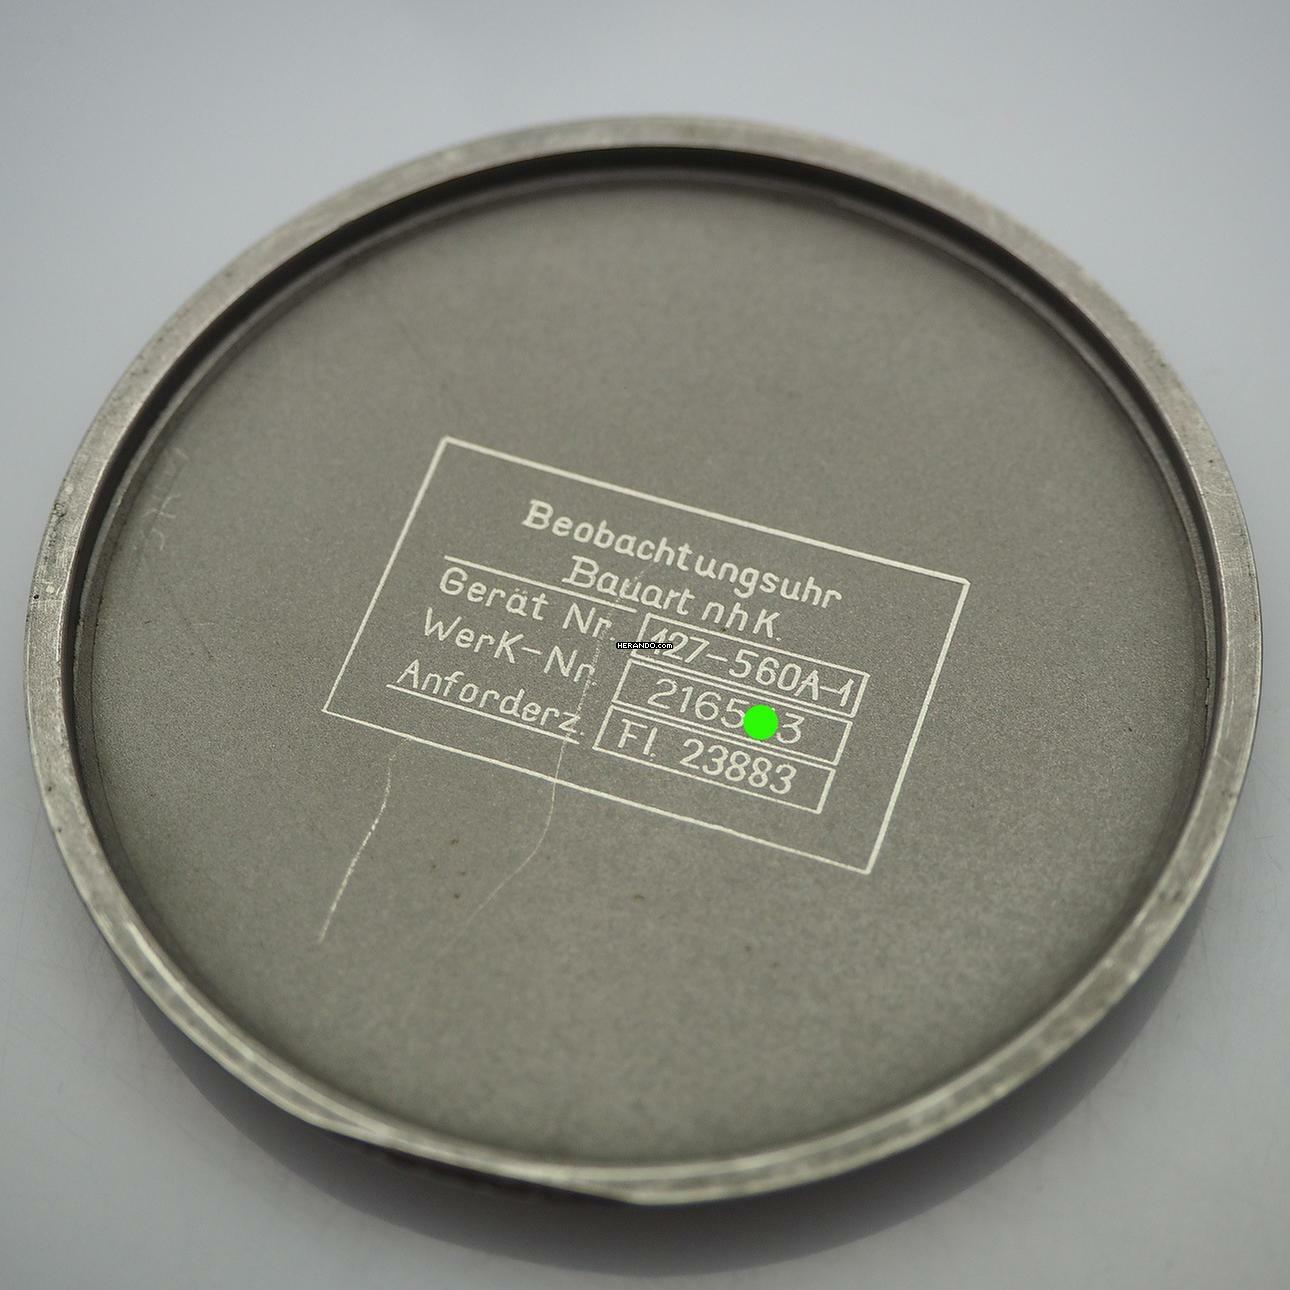 Beobachtungsuhr
Bauart nhK.
Gerät Nr. 127-560A-1
Werk-Nr.
Anforderz. Fl. 23883
HERANDO.com